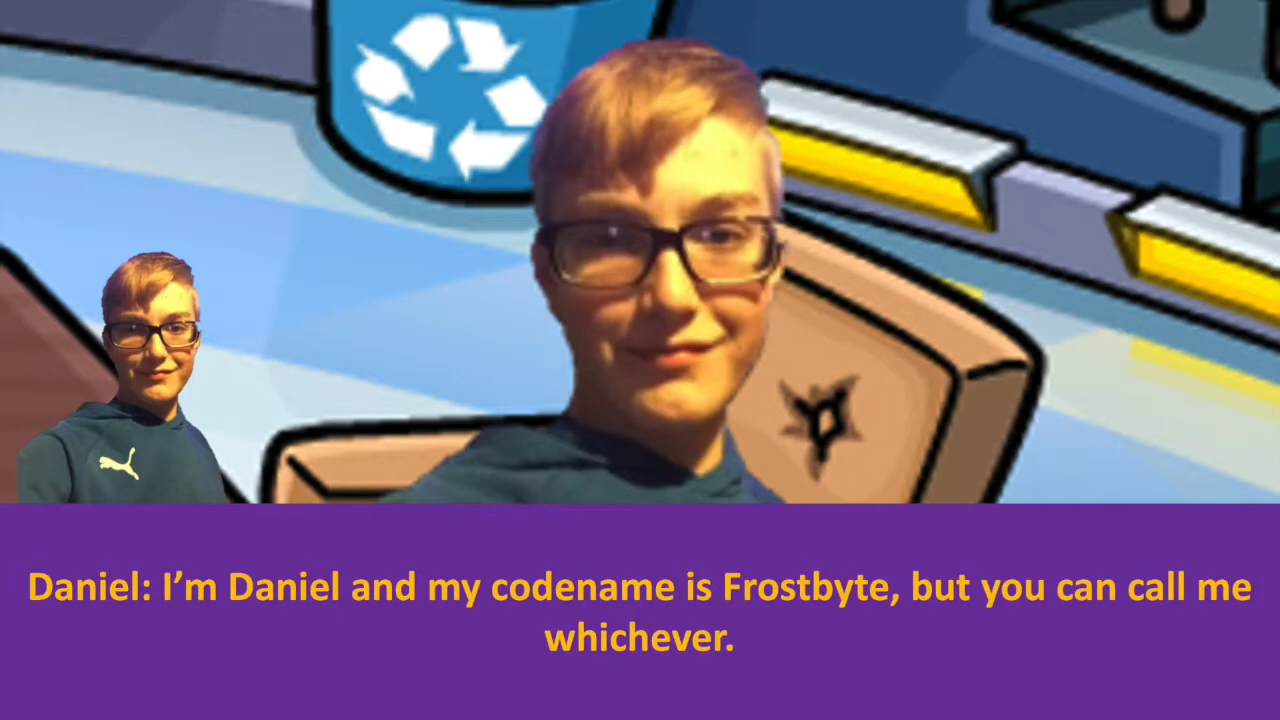 Daniel: I’m Daniel and my codename is Frostbyte, but you can call me
whichever.